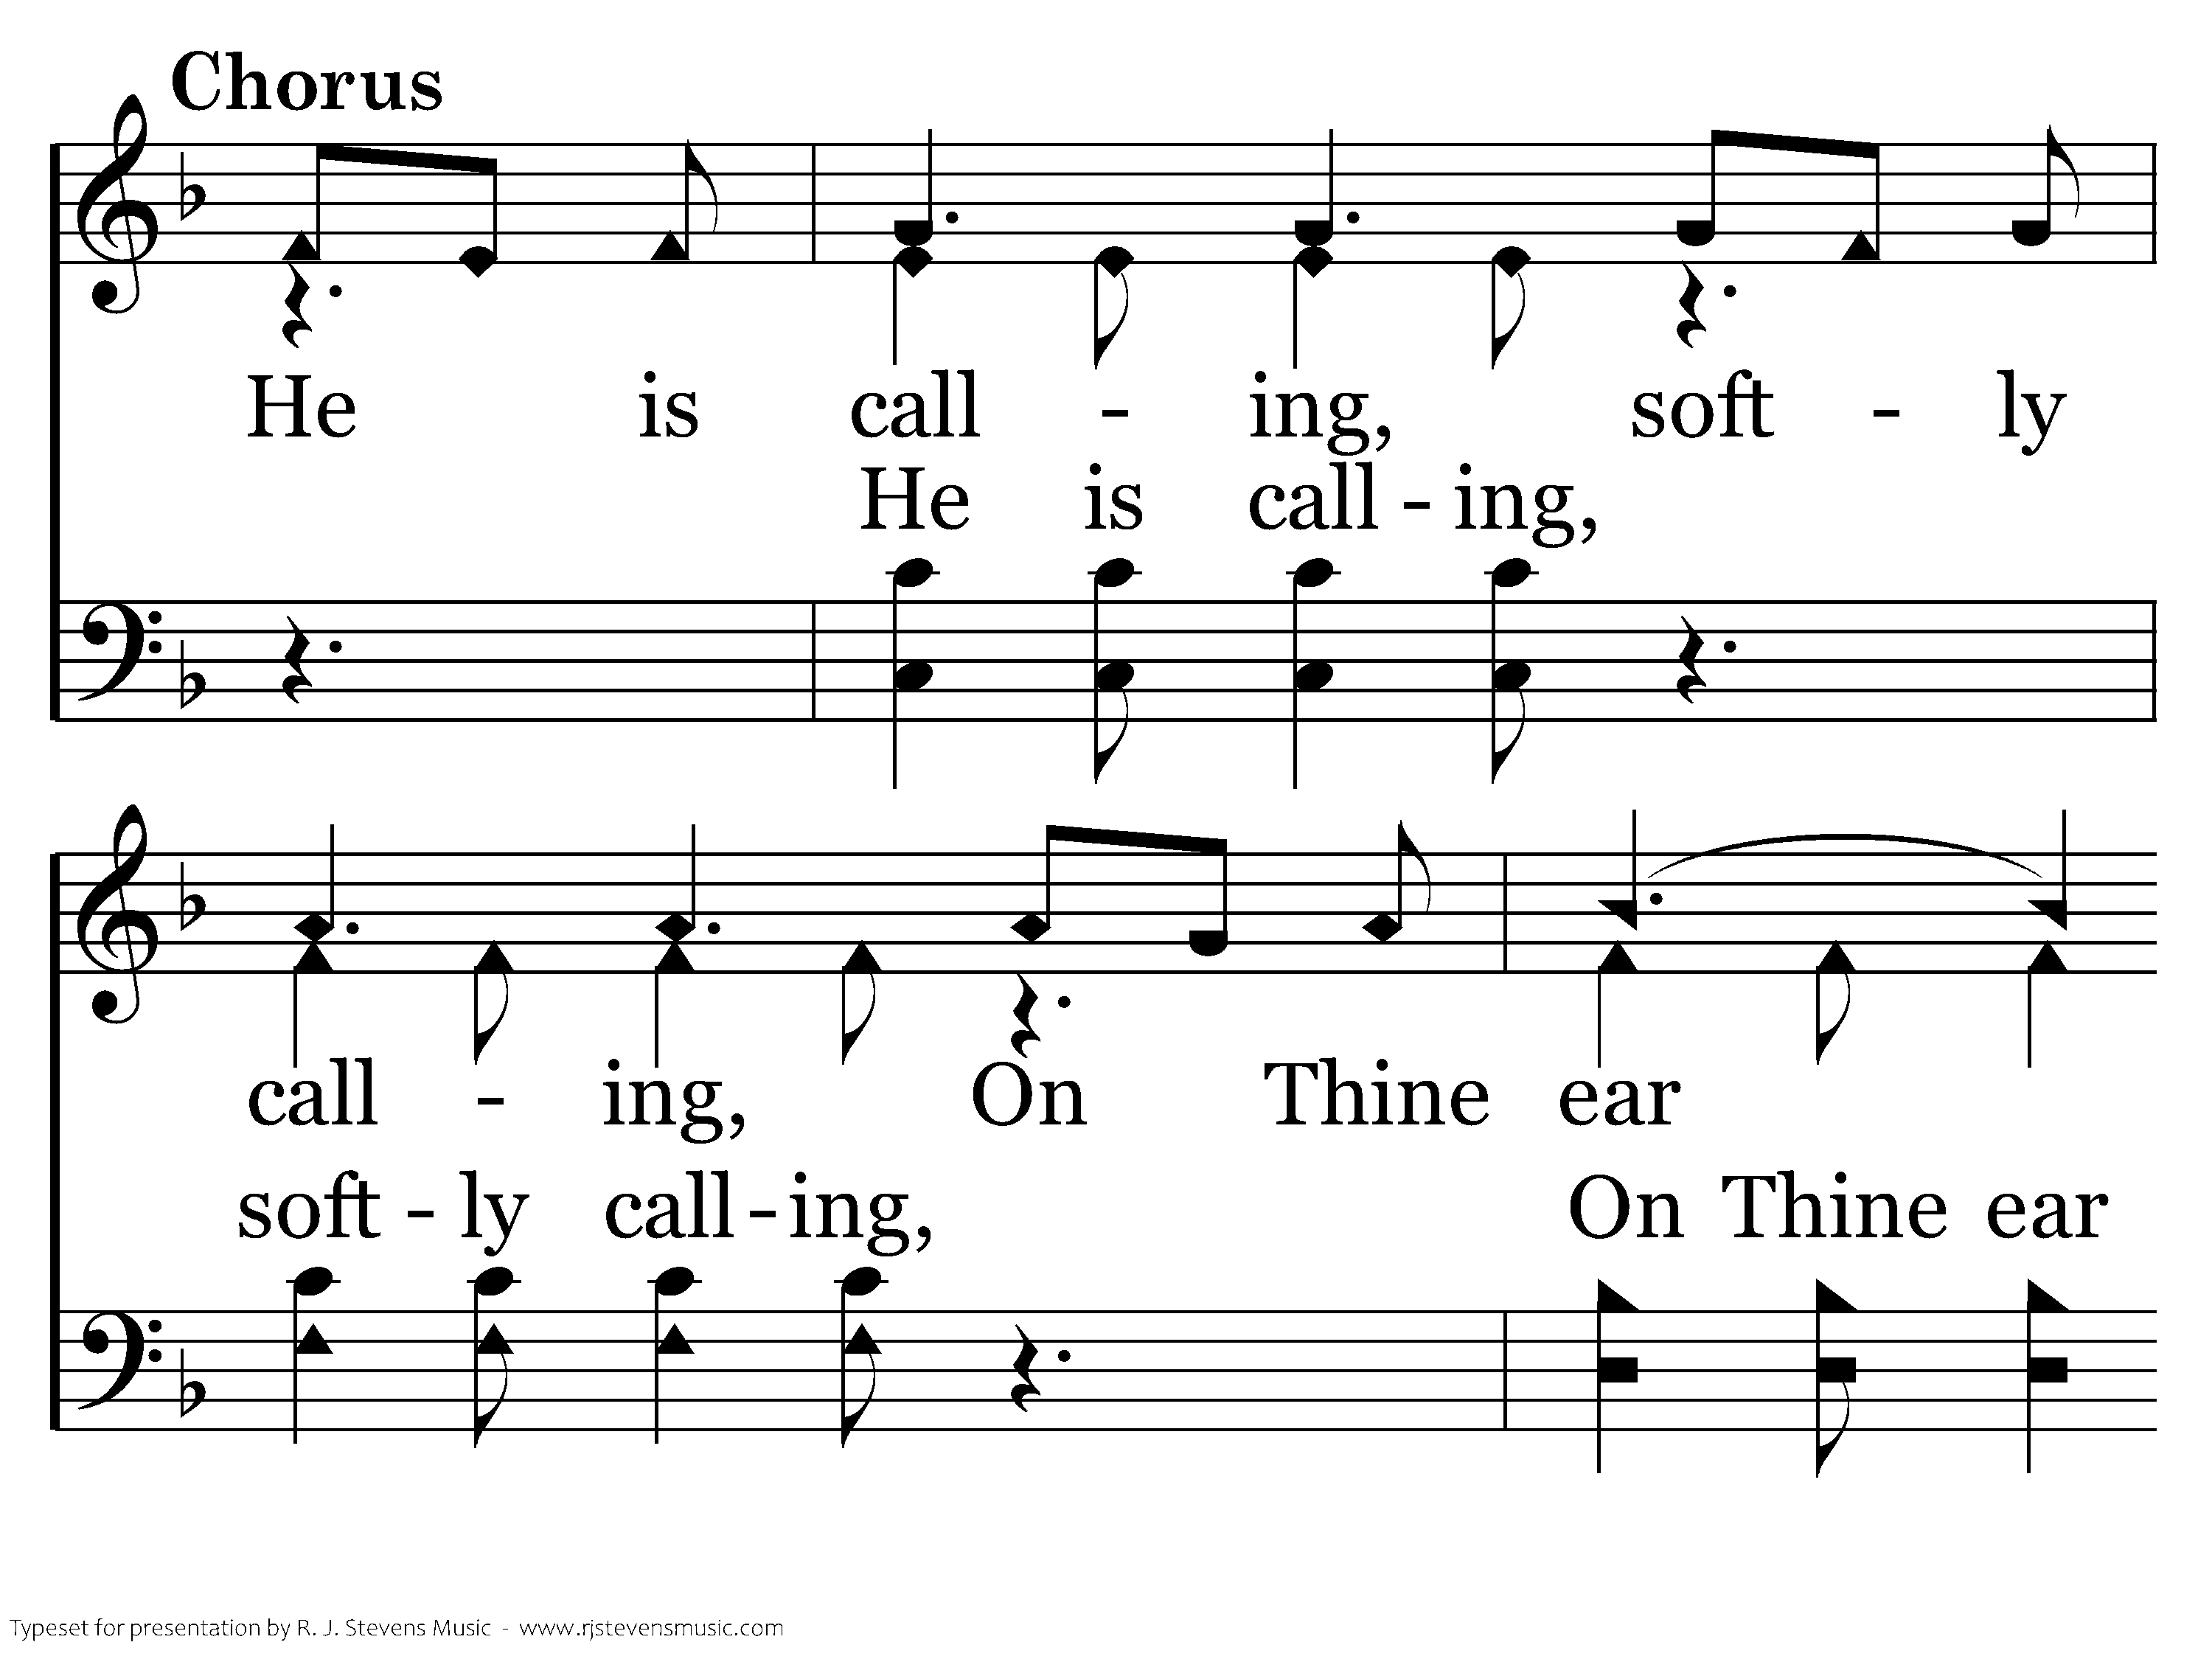 Chorus
He is call - ing, soft - ly
He is call - ing,
call - ing, On Thine ear
soft - ly call - ing, On Thine ear
Typeset for presentation by R. J. Stevens Music - www.rjstevensmusic.com